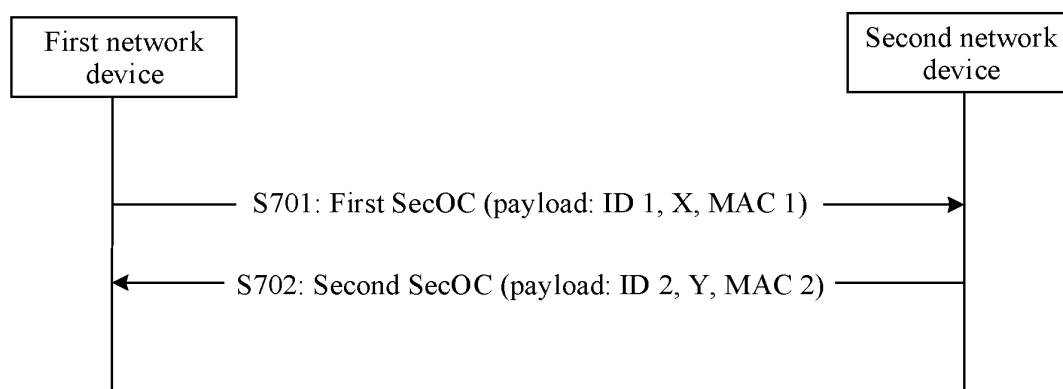 First network
device
Second network
device
S701: First SecOC (payload: ID 1, X, MAC 1)
S702: Second SecOC (payload: ID 2, Y, MAC 2)